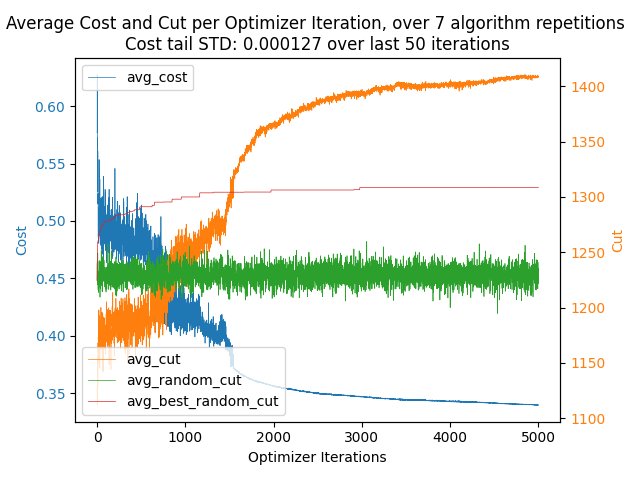 Average Cost and Cut per Optimizer Iteration, over 7 algorithm repetitions
Cost tail STD: 0.000127 over last 50 iterations
avg_cost
0.60
0.55
0.50
0.45
0.40
0.35
Cost
1400
1350
1300
1250
1200
1150
1100
Cut
avg_cut
avg_random_cut
avg_best_random_cut
0
1000
2000
3000
4000
5000
Optimizer Iterations